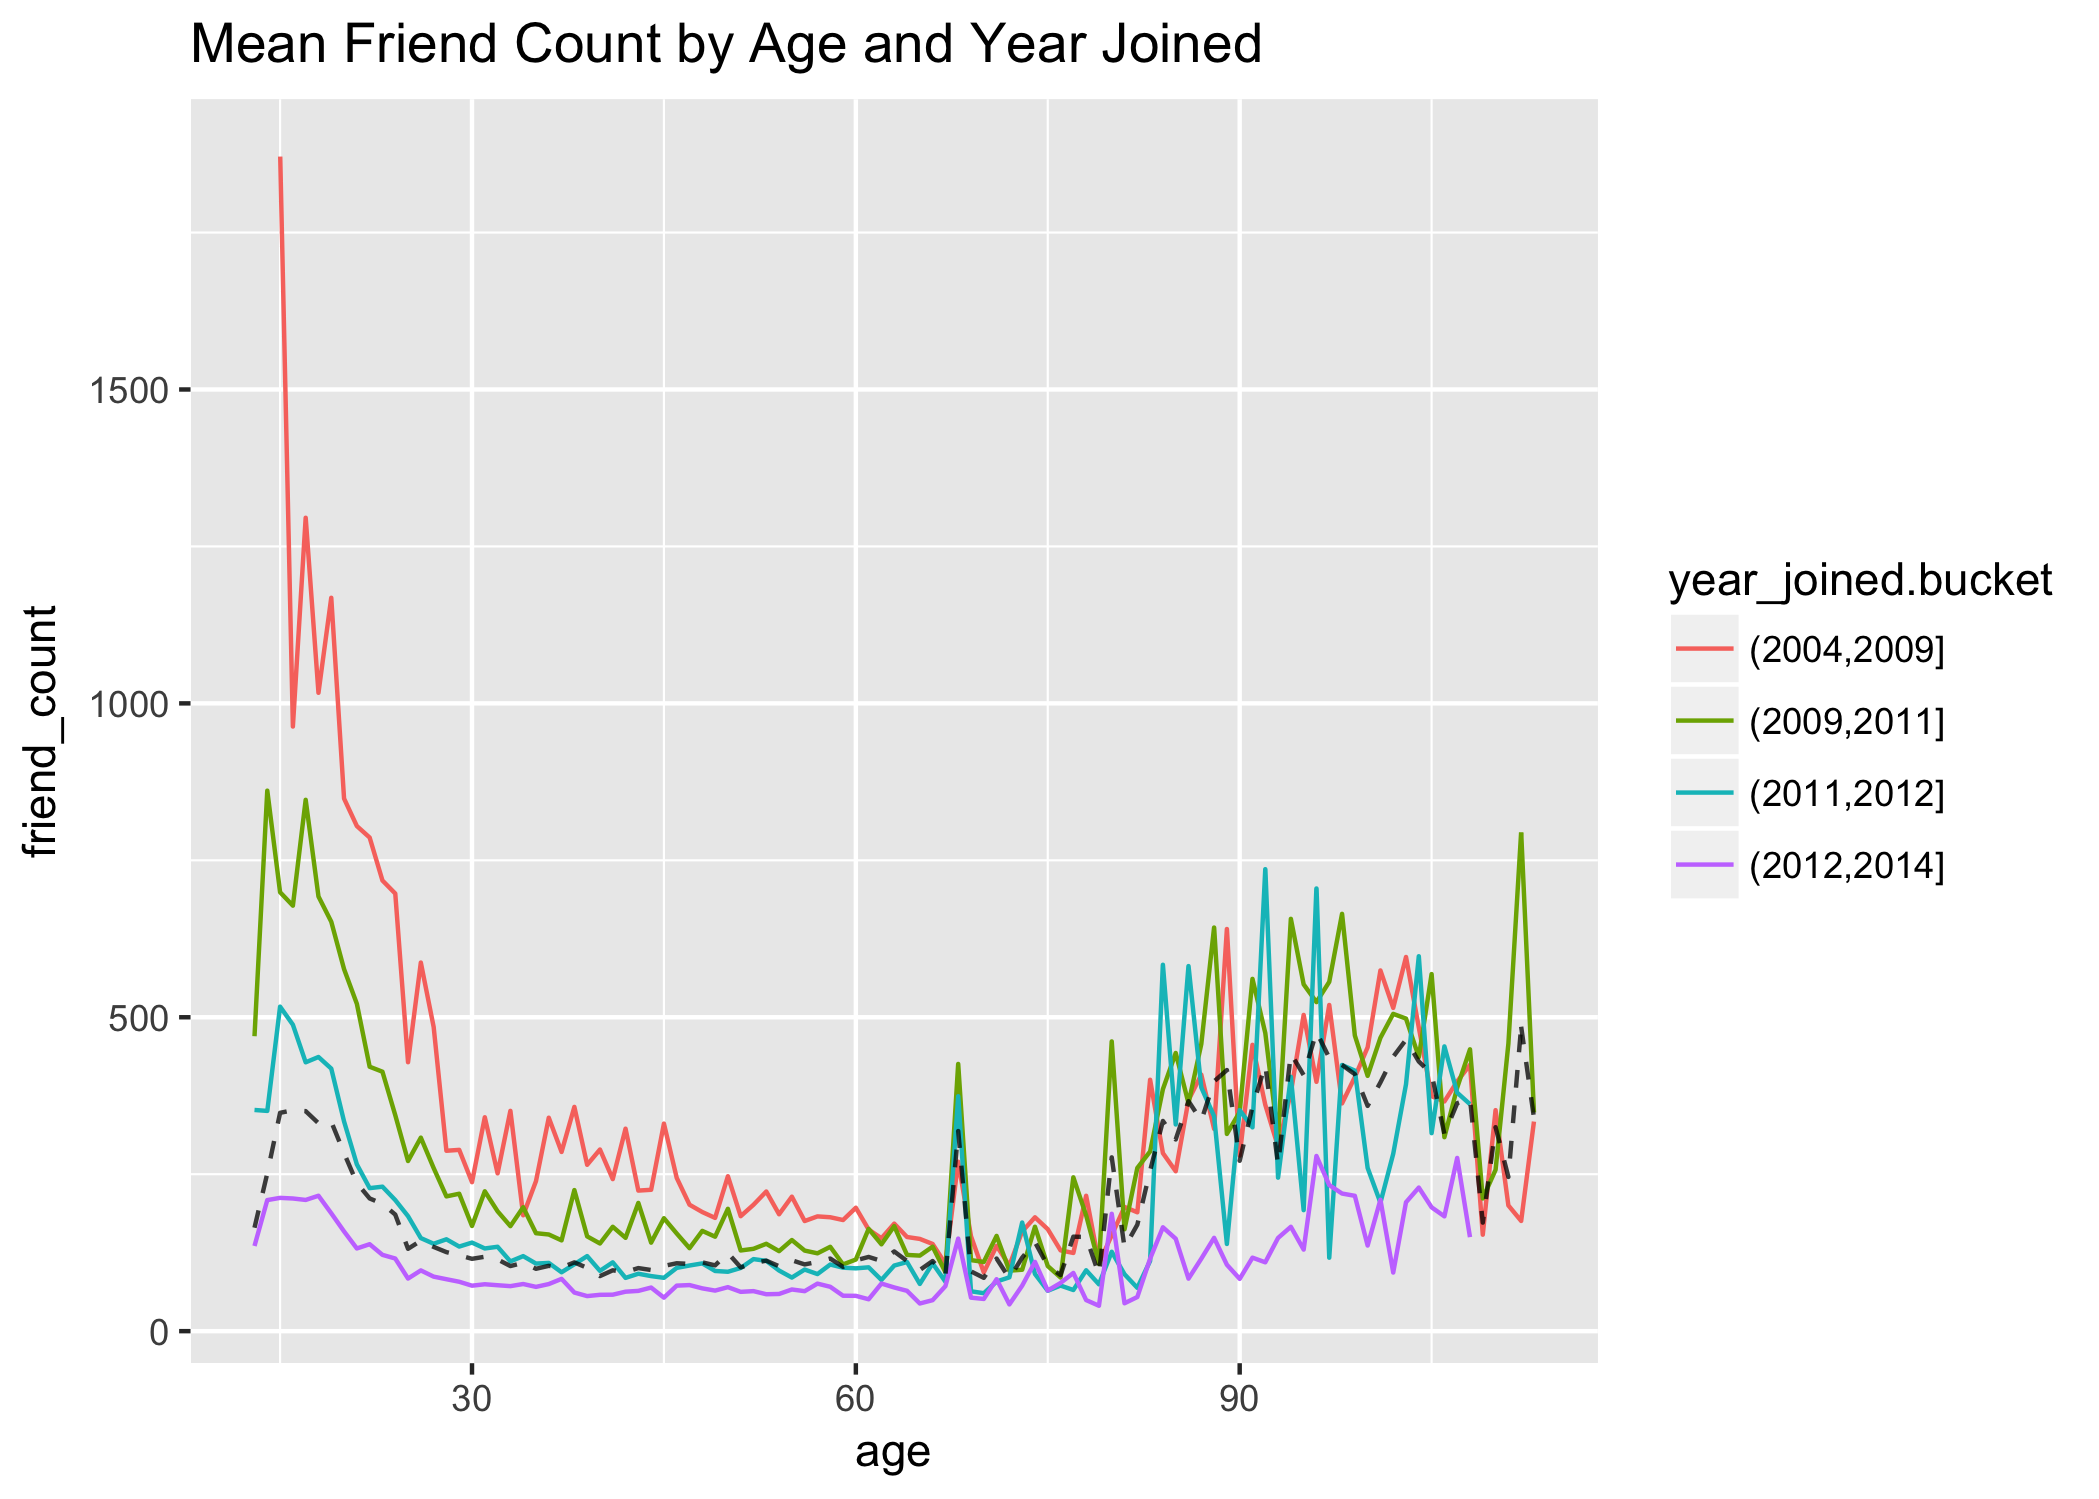 Mean Friend Count by Age and Year Joined
friend_count
1500
1000
500
0
30
60
90
age
year_joined.bucket
(2004,2009]
(2009,2011]
(2011,2012]
(2012,2014]